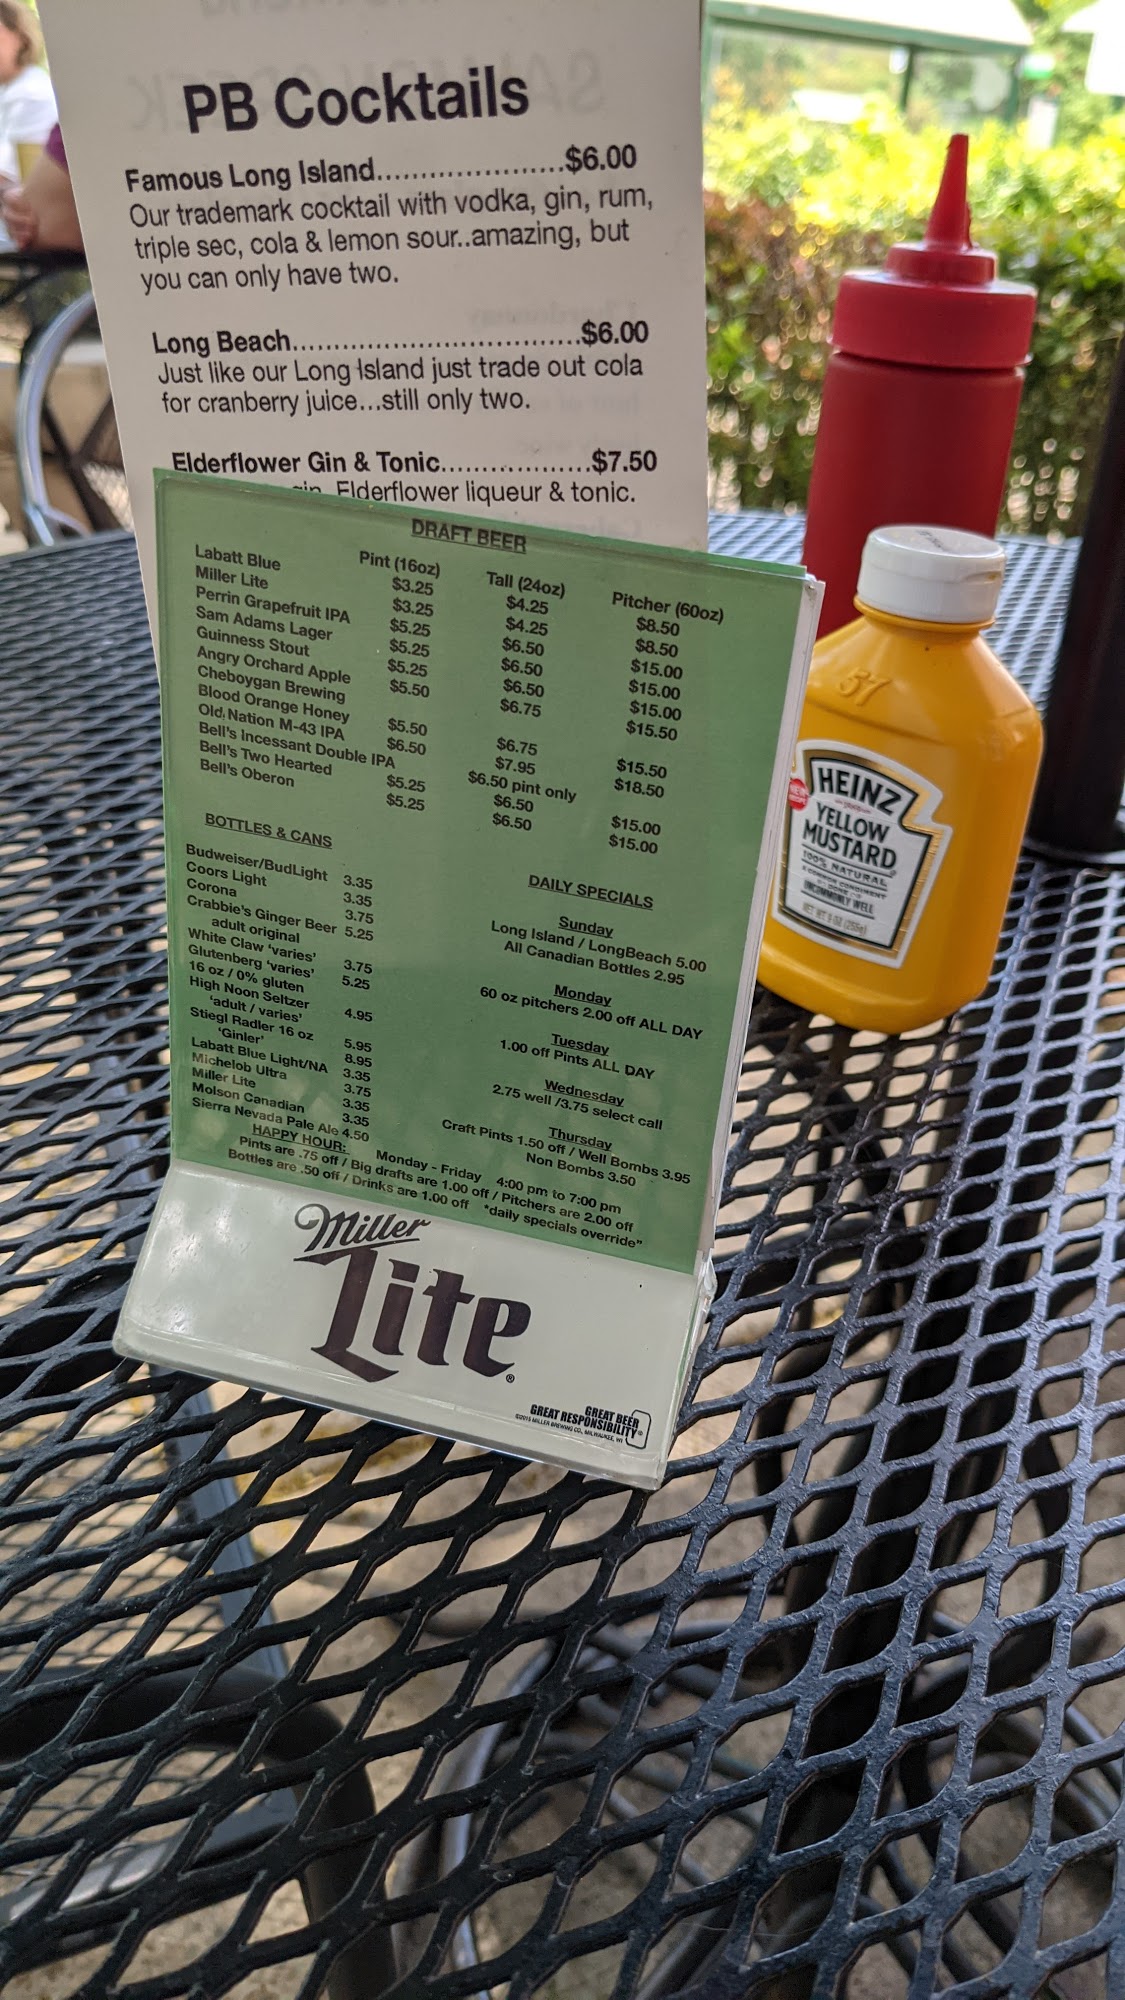 PB Cocktails
Famous Long Island.....................$6.00
Our trademark cocktail with vodka, gin, rum,
triple sec, cola & lemon sour..amazing, but
you can only have two.
Long Beach.................................$6.00
Just like our Long Island just trade out cola
for cranberry juice...still only two.
Elderflower Gin & Tonic.................$7.50
gin, Elderflower liqueur & tonic.
DRAFT BEER
Pint (16oz) Tall (24oz) Pitcher (60oz)
Labatt Blue $3.25 $4.25 $8.50
Miller Lite $3.25 $4.25 $8.50
Perrin Grapefruit IPA $5.25 $6.50 $15.00
Sam Adams Lager $5.25 $6.50 $15.00
Guinness Stout $5.25 $6.50 $15.00
Angry Orchard Apple $5.50 $6.75 $15.50
Cheboygan Brewing
Blood Orange Honey $5.50 $6.75 $15.50
Old Nation M-43 IPA $6.50 $7.95 $18.50
Bell's Incessant Double IPA $6.50 pint only
Bell's Two Hearted $5.25 $6.50 $15.00
Bell's Oberon $5.25 $6.50 $15.00
BOTTLES & CANS
Budweiser/BudLight 3.35
Coors Light 3.35
Corona 3.75
Crabbie's Ginger Beer 5.25
adult original
White Claw 'varies' 3.75
Glutenberg 'varies' 5.25
16 oz / 0% gluten
High Noon Seltzer 4.95
'adult / varies'
Stiegl Radler 16 oz 5.95
'Ginler' 8.95
Labatt Blue Light/NA 3.35
Michelob Ultra 3.75
Miller Lite 3.35
Molson Canadian 3.35
Sierra Nevada Pale Ale 4.50
DAILY SPECIALS
Sunday
Long Island / LongBeach 5.00
All Canadian Bottles 2.95
Monday
60 oz pitchers 2.00 off ALL DAY
Tuesday
1.00 off Pints ALL DAY
Wednesday
2.75 well /3.75 select call
Thursday
Craft Pints 1.50 off / Well Bombs 3.95
Non Bombs 3.50
HAPPY HOUR: Monday - Friday 4:00 pm to 7:00 pm
Pints are .75 off / Big drafts are 1.00 off / Pitchers are 2.00 off
Bottles are .50 off / Drinks are 1.00 off *daily specials override"
Miller
Lite®
GREAT BEER
GREAT RESPONSIBILITY®
©2015 MILLER BREWING CO., MILWAUKEE, WI
57
HEINZ
YELLOW
MUSTARD
100% NATURAL
UNCOMMONLY WELL
NET WT 9 OZ (255g)